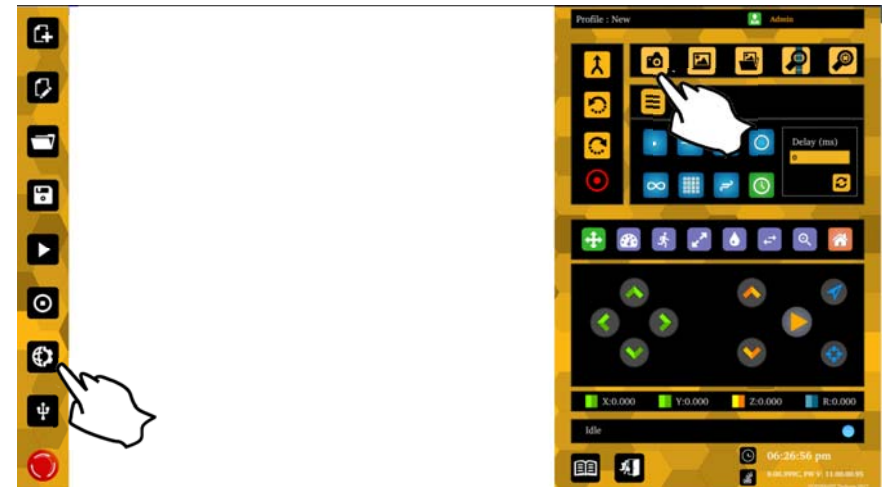 Profile : New
Admin
Delay (ms)
0
X:0.000
Y:0.000
Z:0.000
R:0.000
Idle
06:26:56 pm